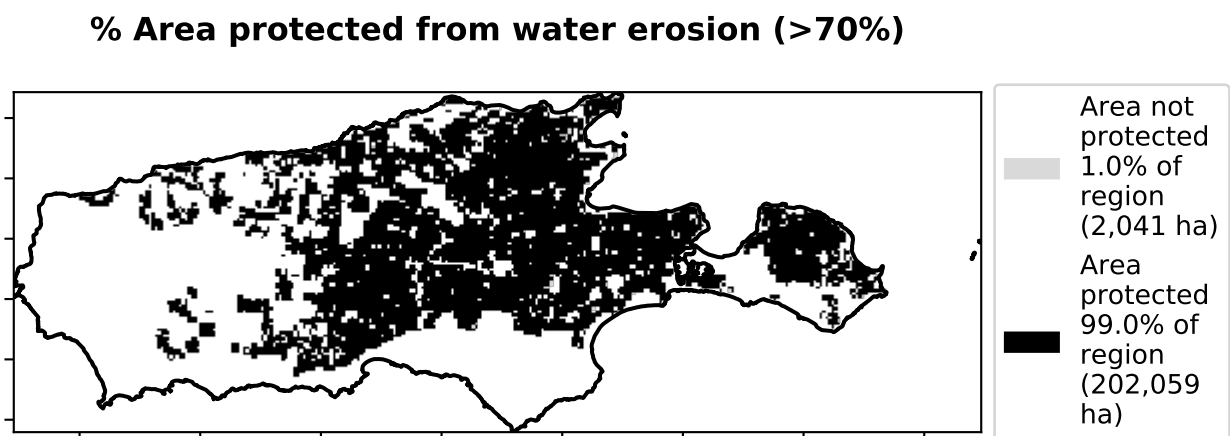 % Area protected from water erosion (>70%)
Area not
protected
1.0% of
region
(2,041 ha)
Area
protected
99.0% of
region
(202,059
ha)